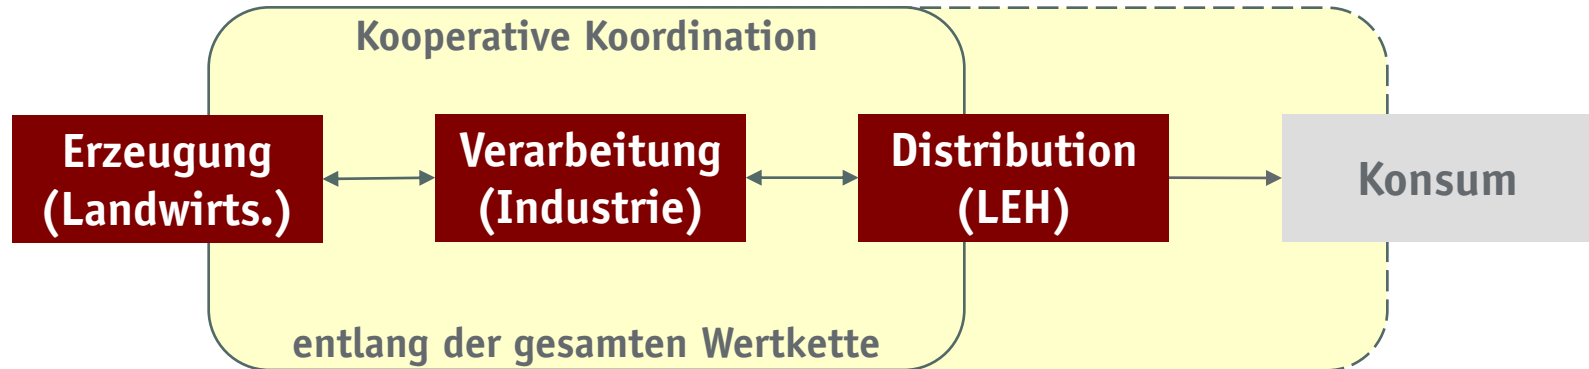 Kooperative Koordination
Erzeugung
(Landwirts.)
Verarbeitung
(Industrie)
Distribution
(LEH)
Konsum
entlang der gesamten Wertkette